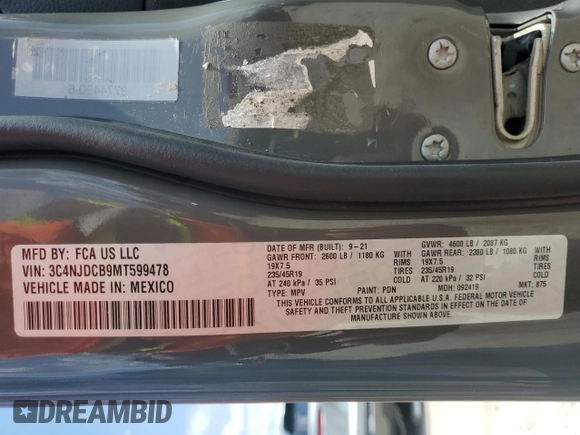 MFD BY: FCA US LLC
VIN: 3C4NJDCB9MT599478
VEHICLE MADE IN: MEXICO
DATE OF MFR (BUILT): 9-21
GVWR: 4600 LB / 2087 KG
GAWR FRONT: 2600 LB / 1180 KG WITH
GAWR REAR: 2380 LB / 1080 KG WITH
19X7.5 RIMS
19X7.5 RIMS
235/45R19 TIRES
235/45R19 TIRES
AT 240 kPa / 35 PSI COLD
AT 220 kPa / 32 PSI COLD
TYPE: MPV
PAINT: PDN
MDH: 092419
MKT: 875
THIS VEHICLE CONFORMS TO ALL APPLICABLE U.S.A. FEDERAL MOTOR VEHICLE
SAFETY AND THEFT PREVENTION STANDARDS IN EFFECT ON THE DATE OF
MANUFACTURE SHOWN ABOVE.
DREAMBID